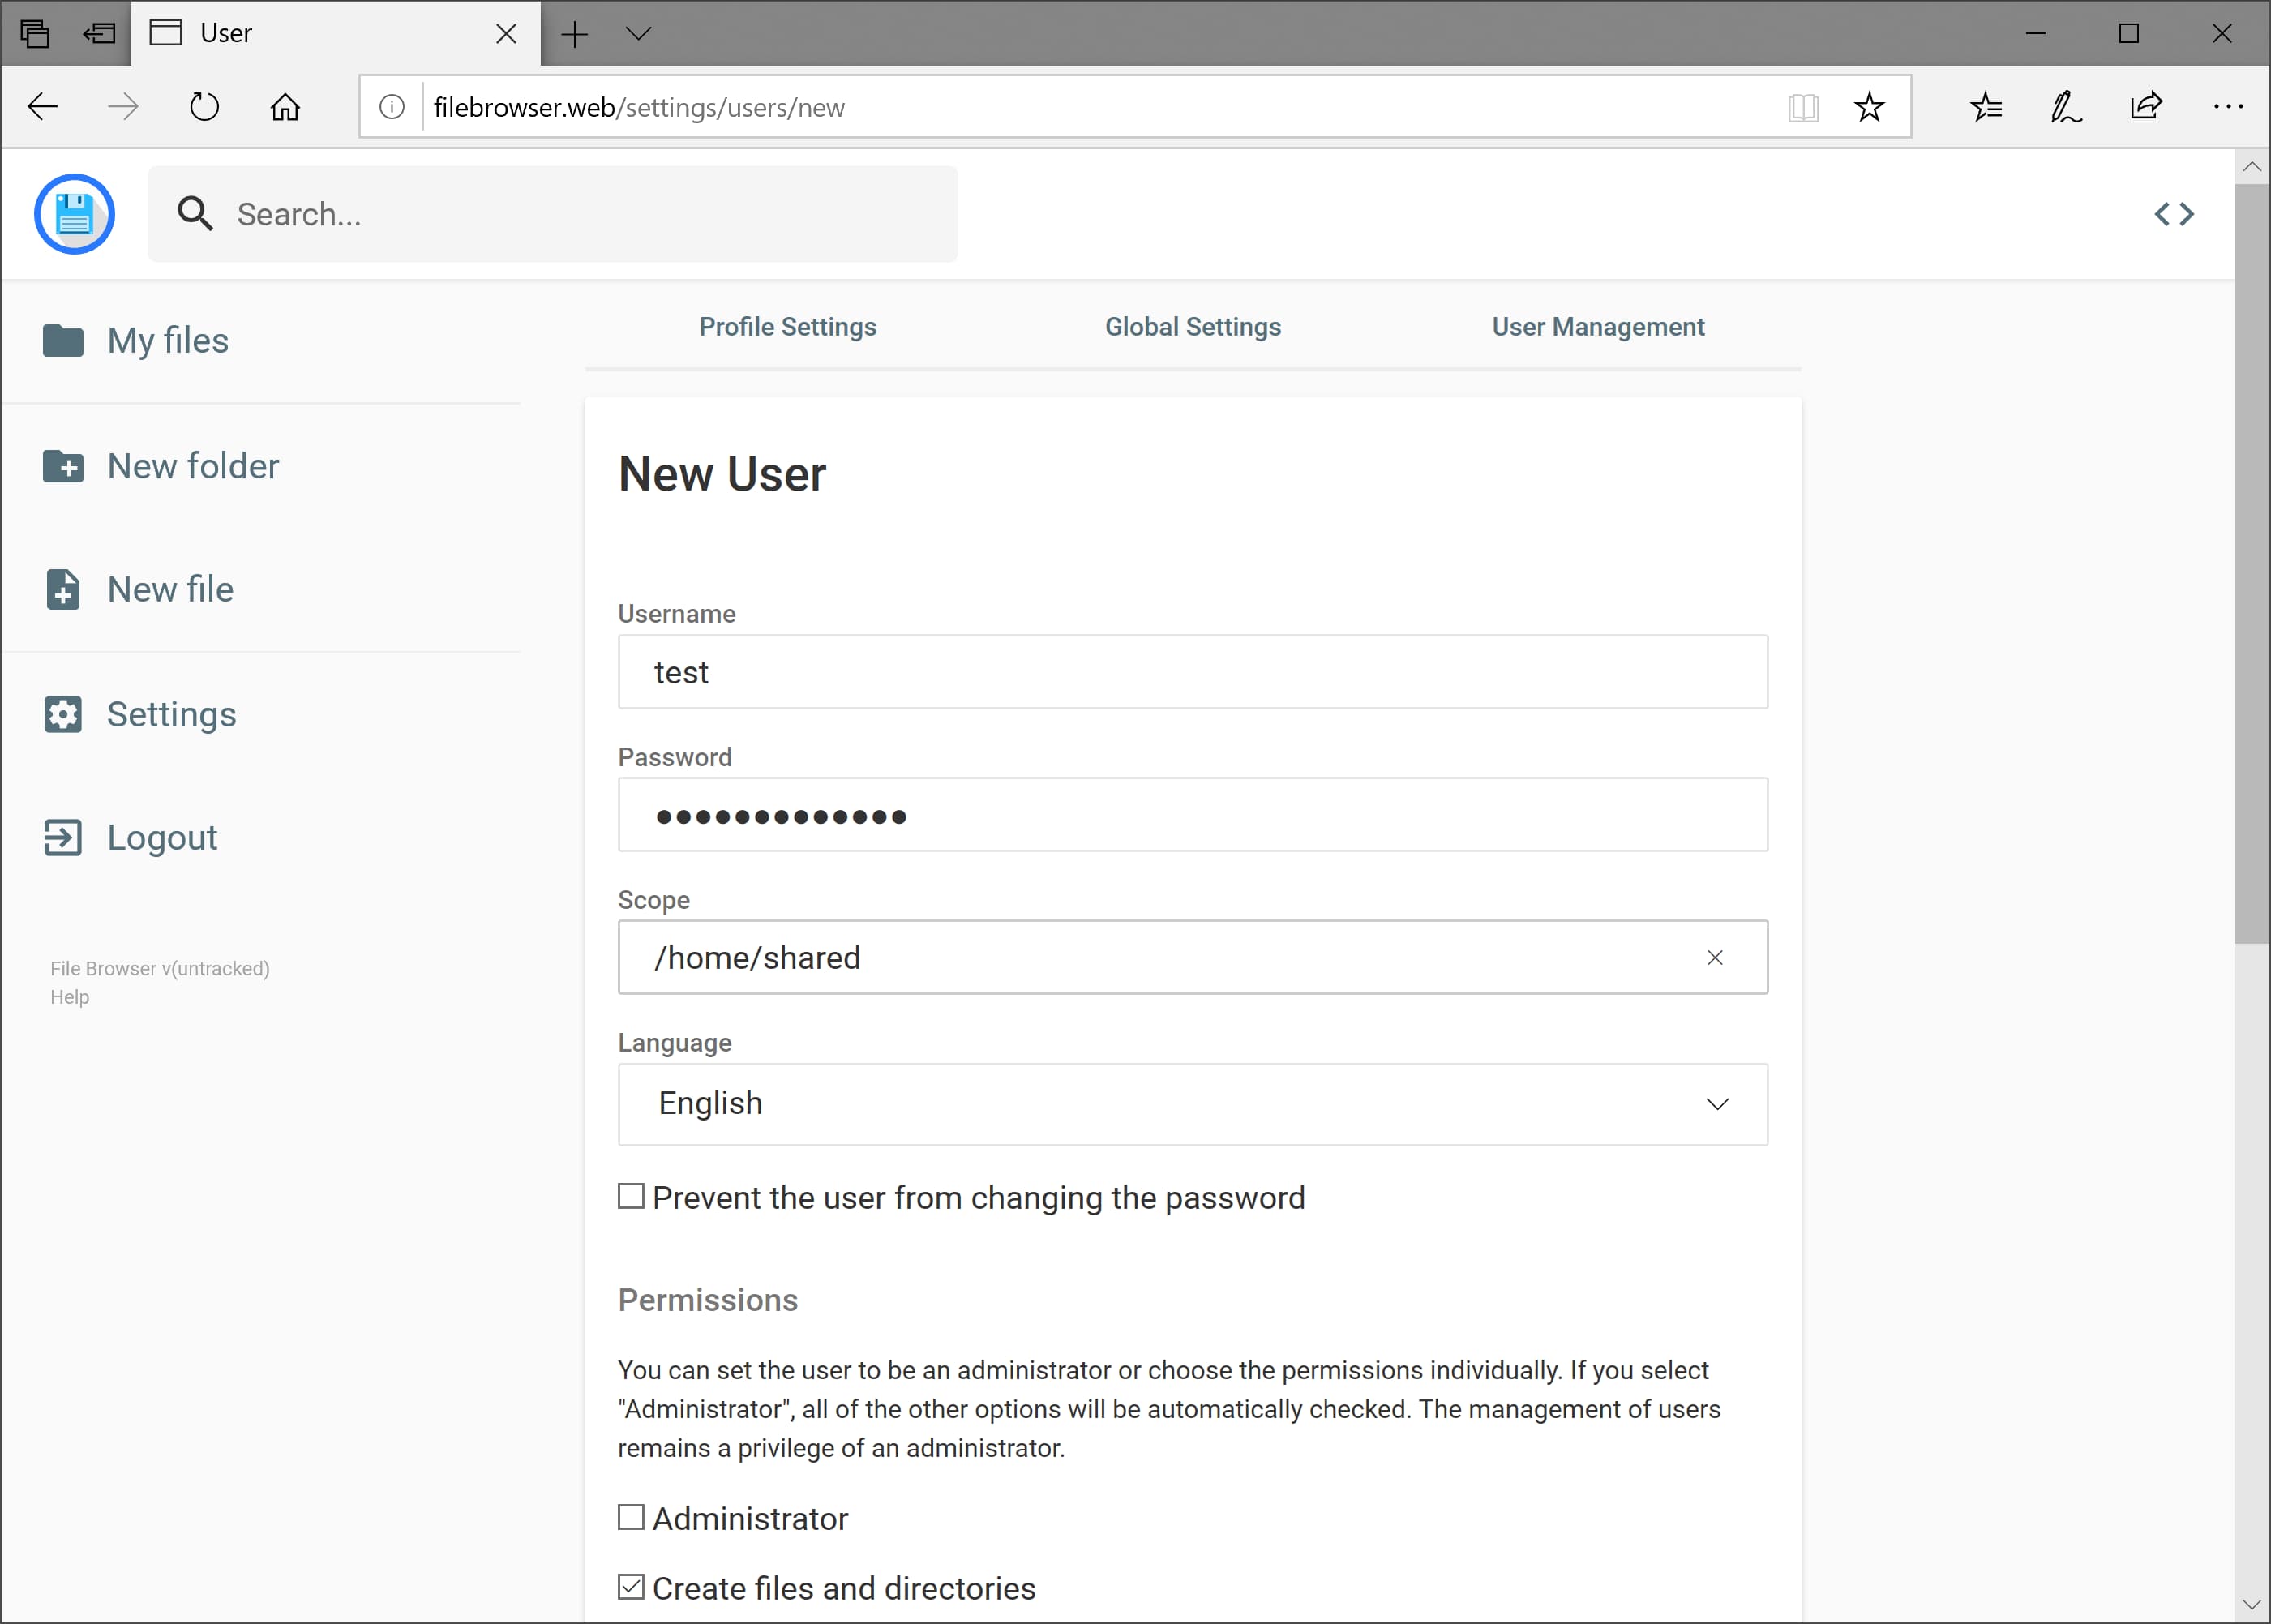 User
filebrowser.web/settings/users/new
Search...
My files
New folder
New file
Settings
Logout
File Browser v(untracked)
Help
Profile Settings
Global Settings
User Management
New User
Username
test
Password
●●●●●●●●●●●●●
Scope
/home/shared
Language
English
Prevent the user from changing the password
Permissions
You can set the user to be an administrator or choose the permissions individually. If you select
"Administrator", all of the other options will be automatically checked. The management of users
remains a privilege of an administrator.
Administrator
Create files and directories